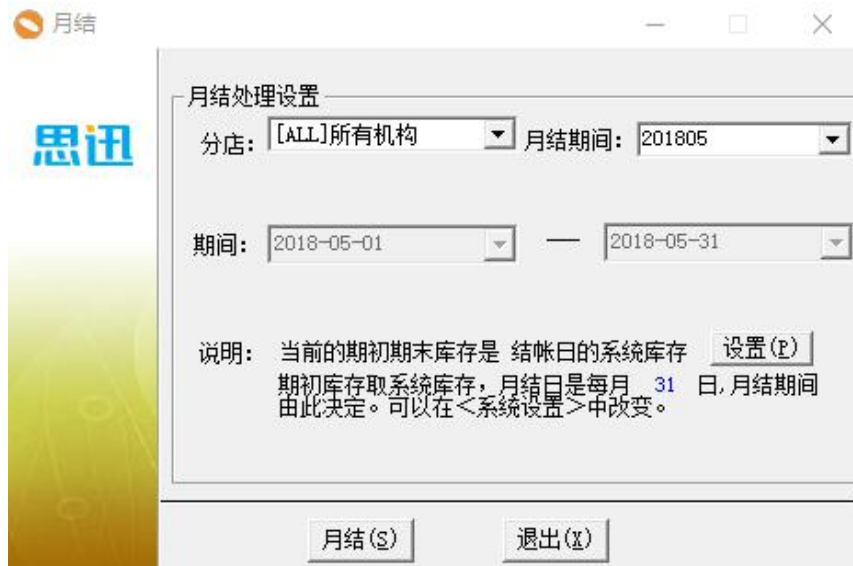 月结
思迅
月结处理设置
分店: [ALL]所有机构 月结期间: 201805
期间: 2018-05-01 — 2018-05-31
说明: 当前的期初期末库存是 结帐日的系统库存 设置(P)
期初库存取系统库存,月结日是每月 31 日,月结期间
由此决定。可以在<系统设置>中改变。
月结(S) 退出(X)